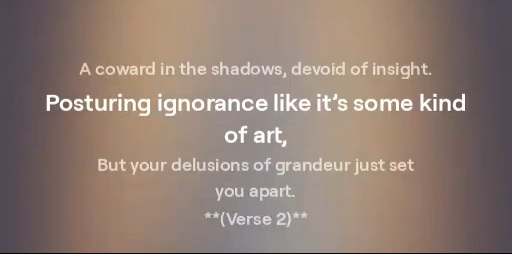 A coward in the shadows, devoid of insight.
Posturing ignorance like it's some kind
of art,
But your delusions of grandeur just set
you apart.
**(Verse 2)**